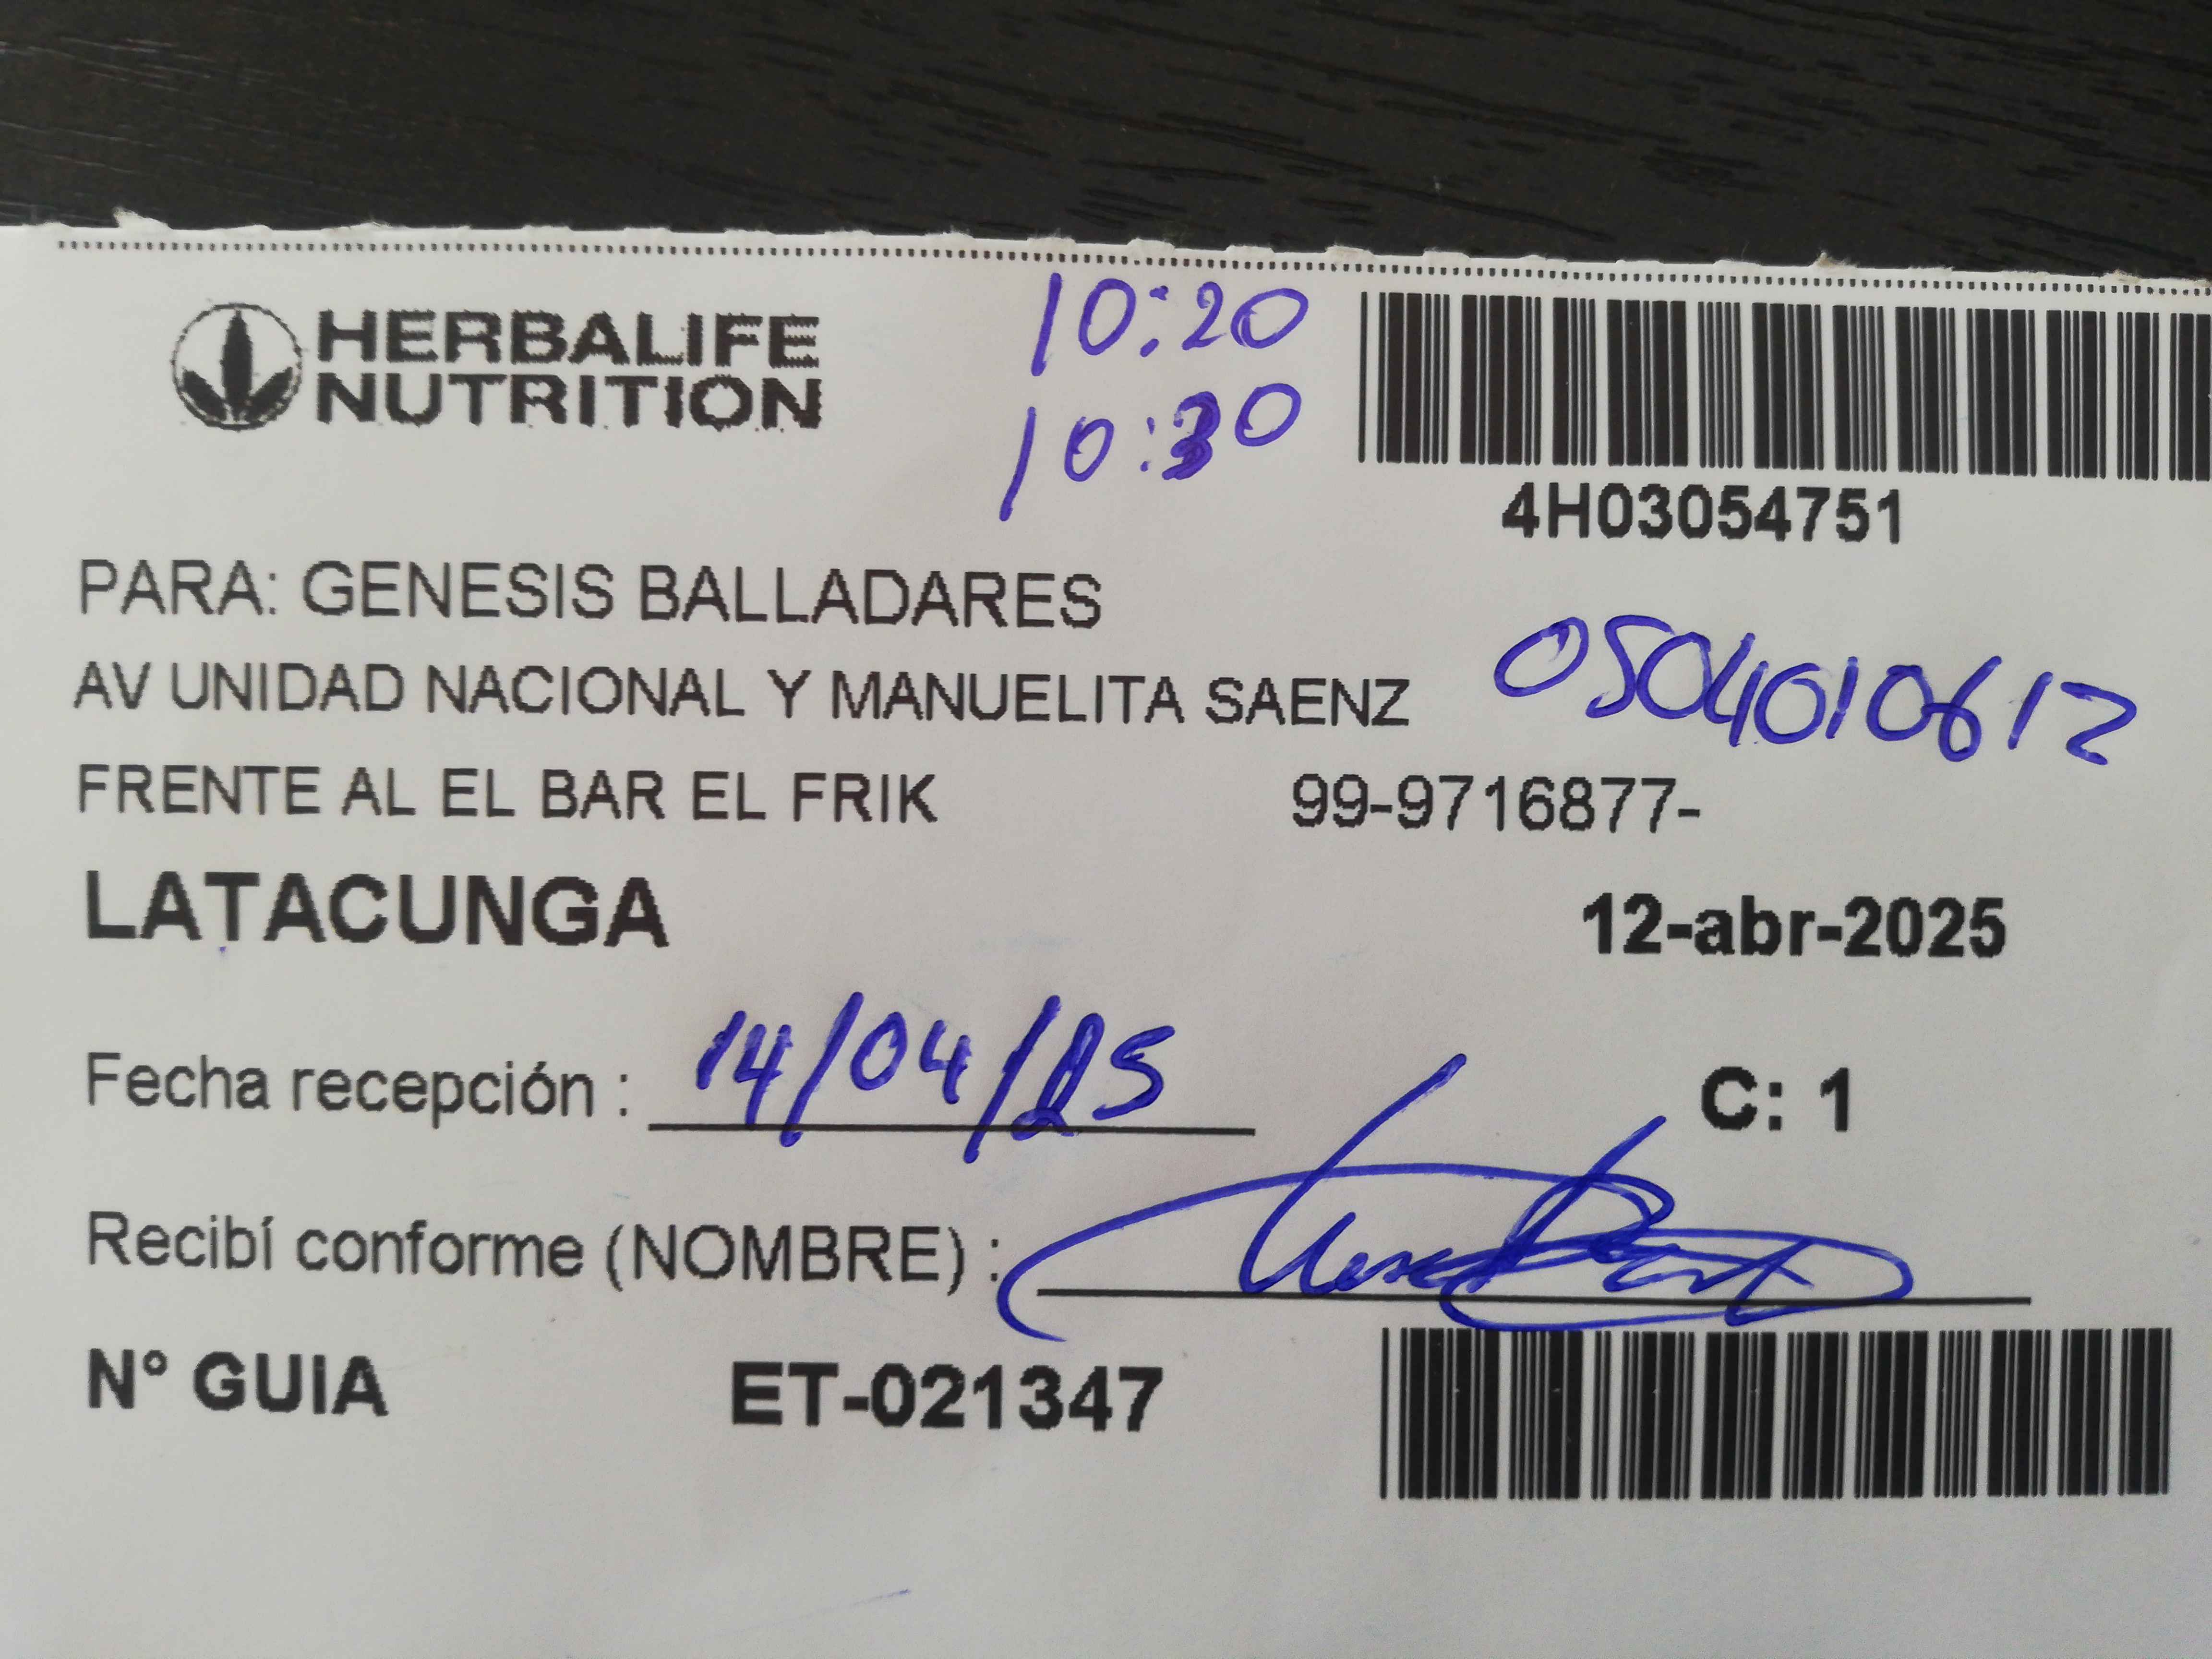 HERBALIFE
NUTRITION
10:20
10:30
4H03054751
PARA: GENESIS BALLADARES
0504010612
AV UNIDAD NACIONAL Y MANUELITA SAENZ
FRENTE AL EL BAR EL FRIK 99-9716877-
LATACUNGA 12-abr-2025
Fecha recepción : 14/04/25 C: 1
Recibí conforme (NOMBRE) :
N° GUIA ET-021347